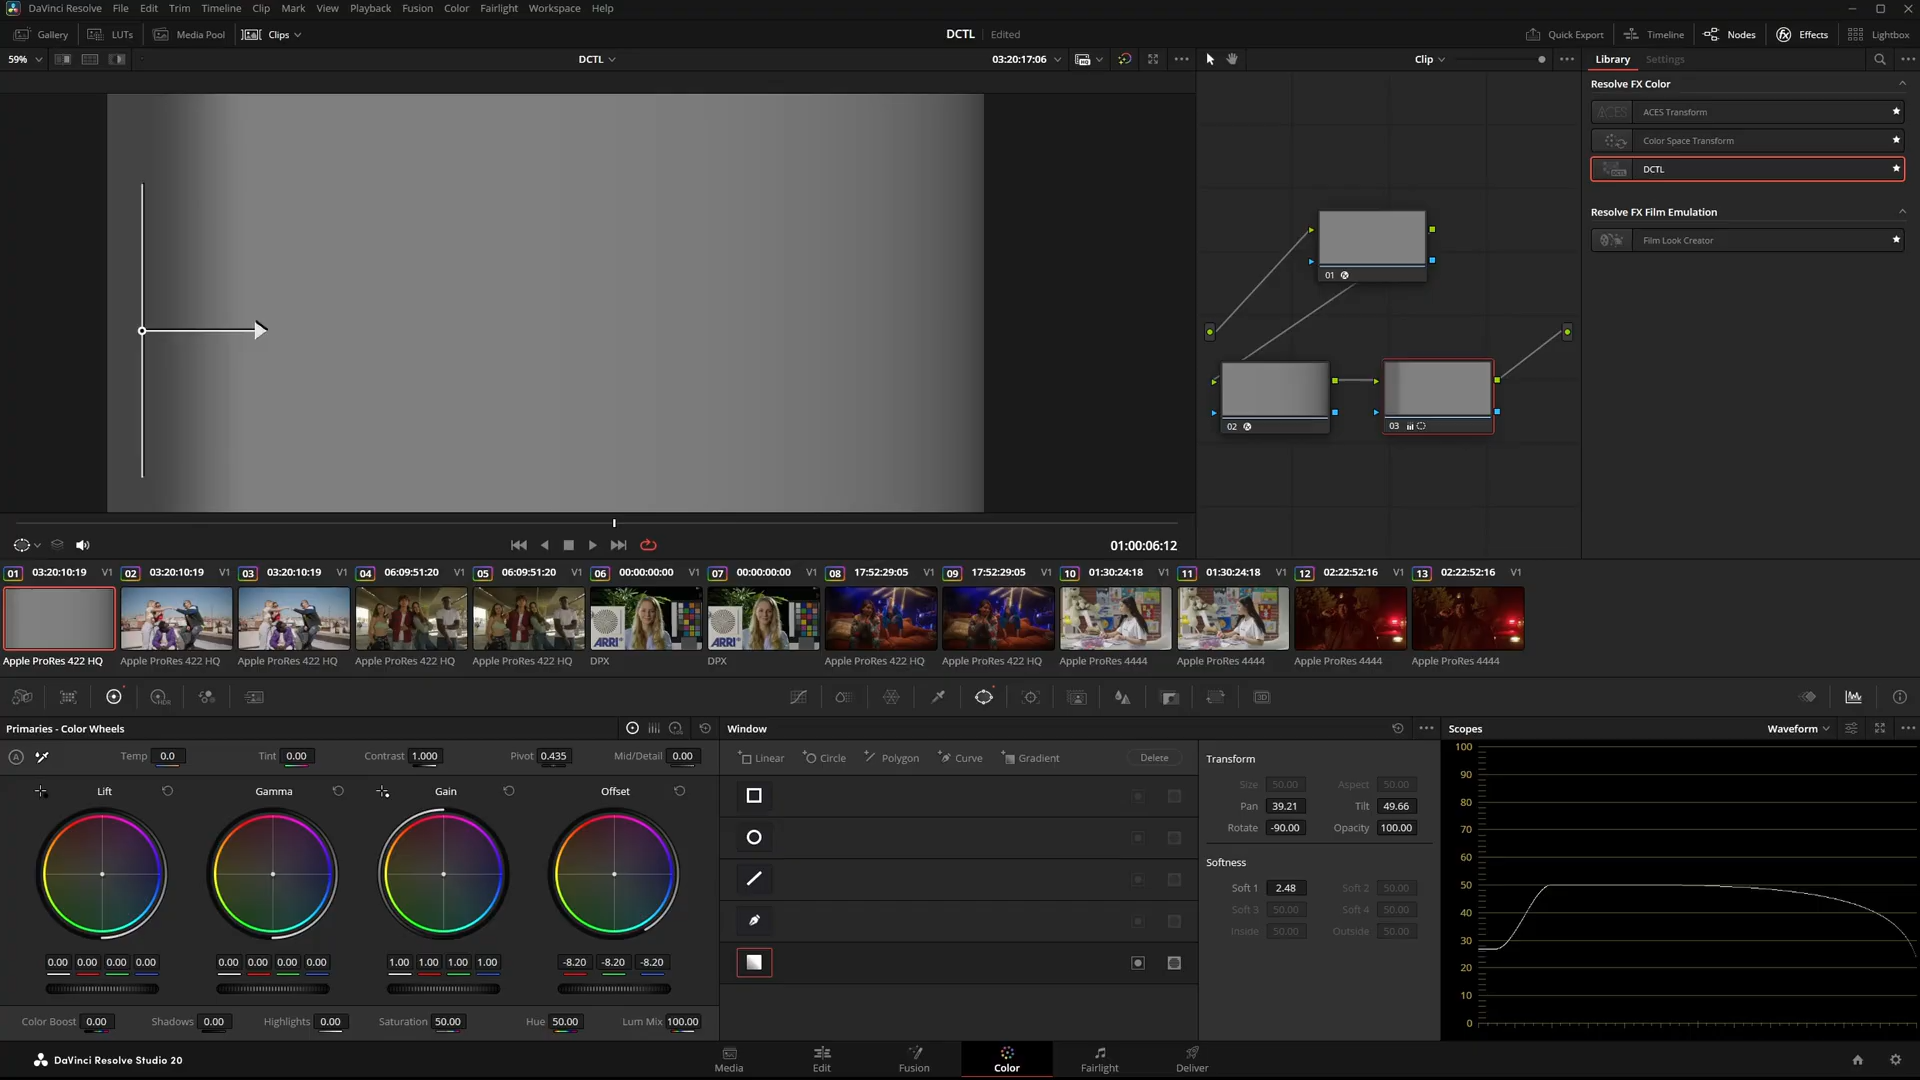 DaVinci Resolve File Edit Trim Timeline Clip Mark View Playback Fusion Color Fairlight Workspace Help
Gallery LUTs Media Pool Clips DCTL Edited Quick Export Timeline Nodes Effects Lightbox
59% DCTL 03:20:17:06 Clip Library Settings
Resolve FX Color
ACES Transform
Color Space Transform
DCTL
Resolve FX Film Emulation
Film Look Creator
01
02
03
01:00:06:12
01 03:20:10:19 V1 02 03:20:10:19 V1 03 03:20:10:19 V1 04 06:09:51:20 V1 05 06:09:51:20 V1 06 00:00:00:00 V1 07 00:00:00:00 V1 08 17:52:29:05 V1 09 17:52:29:05 V1 10 01:30:24:18 V1 11 01:30:24:18 V1 12 02:22:52:16 V1 13 02:22:52:16 V1
ARRI ARRI
Apple ProRes 422 HQ Apple ProRes 422 HQ Apple ProRes 422 HQ Apple ProRes 422 HQ Apple ProRes 422 HQ DPX DPX Apple ProRes 422 HQ Apple ProRes 422 HQ Apple ProRes 4444 Apple ProRes 4444 Apple ProRes 4444 Apple ProRes 4444
Primaries - Color Wheels Window Scopes Waveform
Temp 0.0 Tint 0.00 Contrast 1.000 Pivot 0.435 Mid/Detail 0.00
Linear Circle Polygon Curve Gradient Delete
Lift Gamma Gain Offset
0.00 0.00 0.00 0.00 0.00 0.00 0.00 0.00 1.00 1.00 1.00 1.00 -8.20 -8.20 -8.20
Color Boost 0.00 Shadows 0.00 Highlights 0.00 Saturation 50.00 Hue 50.00 Lum Mix 100.00
Transform
Size 50.00 Aspect 50.00
Pan 39.21 Tilt 49.66
Rotate -90.00 Opacity 100.00
Softness
Soft 1 2.48 Soft 2 50.00
Soft 3 50.00 Soft 4 50.00
Inside 50.00 Outside 50.00
100
90
80
70
60
50
40
30
20
10
0
DaVinci Resolve Studio 20 Media Edit Fusion Color Fairlight Deliver